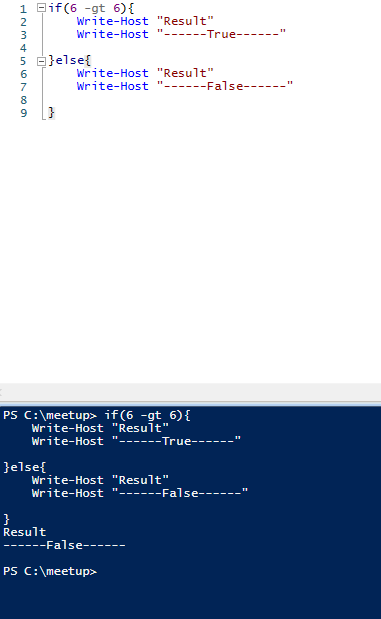 1 if(6 -gt 6){
2     Write-Host "Result"
3     Write-Host "------True------"
4
5 }else{
6     Write-Host "Result"
7     Write-Host "------False------"
8
9 }
PS C:\meetup> if(6 -gt 6){
    Write-Host "Result"
    Write-Host "------True------"

}else{
    Write-Host "Result"
    Write-Host "------False------"

}
Result
------False------

PS C:\meetup>